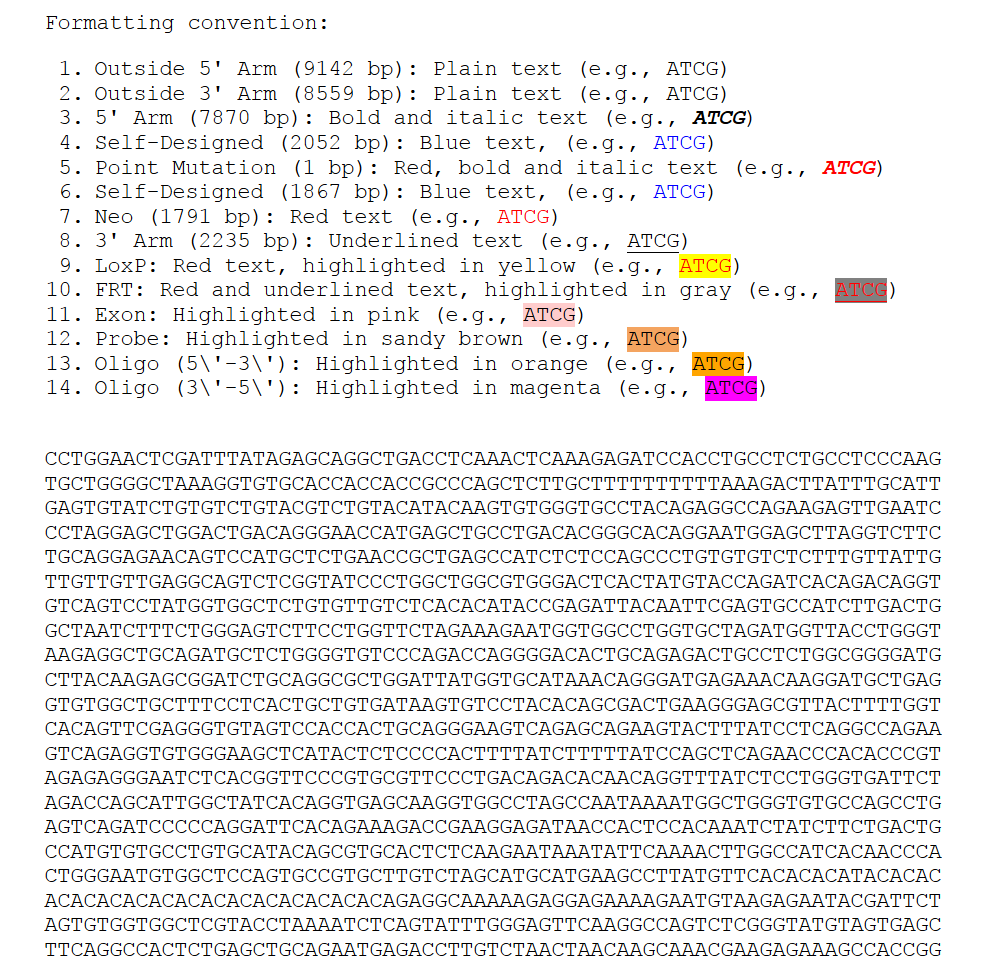 Formatting convention:
1. Outside 5' Arm (9142 bp): Plain text (e.g., ATCG)
2. Outside 3' Arm (8559 bp): Plain text (e.g., ATCG)
3. 5' Arm (7870 bp): Bold and italic text (e.g., ATCG)
4. Self-Designed (2052 bp): Blue text, (e.g., ATCG)
5. Point Mutation (1 bp): Red, bold and italic text (e.g., ATCG)
6. Self-Designed (1867 bp): Blue text, (e.g., ATCG)
7. Neo (1791 bp): Red text (e.g., ATCG)
8. 3' Arm (2235 bp): Underlined text (e.g., ATCG)
9. LoxP: Red text, highlighted in yellow (e.g., ATCG)
10. FRT: Red and underlined text, highlighted in gray (e.g., ATCG)
11. Exon: Highlighted in pink (e.g., ATCG)
12. Probe: Highlighted in sandy brown (e.g., ATCG)
13. Oligo (5\'-3\'): Highlighted in orange (e.g., ATCG)
14. Oligo (3\'-5\'): Highlighted in magenta (e.g., ATCG)
CCTGGAACTCGATTTATAGAGCAGGCTGACCTCAAACTCAAAGAGATCCACCTGCCTCTGCCTCCCAAG
TGCTGGGGCTAAAGGTGTGCACCACCACCGCCCAGCTCTTGCTTTTTTTTTTAAAGACTTATTTGCATT
GAGTGTATCTGTGTCTGTACGTCTGTACATACAAGTGTGGGTGCCTACAGAGGCCAGAAGAGTTGAATC
CCTAGGAGCTGGACTGACAGGGAACCATGAGCTGCCTGACACGGGCACAGGAATGGAGCTTAGGTCTTC
TGCAGGAGAACAGTCCATGCTCTGAACCGCTGAGCCATCTCTCCAGCCCTGTGTGTCTCTTTGTTATTG
TTGTTGTTGAGGCAGTCTCGGTATCCCTGGCTGGCGTGGGACTCACTATGTACCAGATCACAGACAGGT
GTCAGTCCTATGGTGGCTCTGTGTTGTCTCACACATACCGAGATTACAATTCGAGTGCCATCTTGACTG
GCTAATCTTTCTGGGAGTCTTCCTGGTTCTAGAAAGAATGGTGGCCTGGTGCTAGATGGTTACCTGGGT
AAGAGGCTGCAGATGCTCTGGGGTGTCCCAGACCAGGGGACACTGCAGAGACTGCCTCTGGCGGGGATG
CTTACAAGAGCGGATCTGCAGGCGCTGGATTATGGTGCATAAACAGGGATGAGAAACAAGGATGCTGAG
GTGTGGCTGCTTTCCTCACTGCTGTGATAAGTGTCCTACACAGCGACTGAAGGGAGCGTTACTTTTGGT
CACAGTTCGAGGGTGTAGTCCACCACTGCAGGGAAGTCAGAGCAGAAGTACTTTATCCTCAGGCCAGAA
GTCAGAGGTGTGGGAAGCTCATACTCTCCCCACTTTTATCTTTTTATCCAGCTCAGAACCCACACCCGT
AGAGAGGGAATCTCACGGTTCCCGTGCGTTCCCTGACAGACACAACAGGTTTATCTCCTGGGTGATTCT
AGACCAGCATTGGCTATCACAGGTGAGCAAGGTGGCCTAGCCAATAAAATGGCTGGGTGTGCCAGCCTG
AGTCAGATCCCCCAGGATTCACAGAAAGACCGAAGGAGATAACCACTCCACAAATCTATCTTCTGACTG
CCATGTGTGCCTGTGCATACAGCGTGCACTCTCAAGAATAAATATTCAAAACTTGGCCATCACAACCCA
CTGGGAATGTGGCTCCAGTGCCGTGCTTGTCTAGCATGCATGAAGCCTTATGTTCACACACATACACAC
ACACACACACACACACACACACACACAGAGGCAAAAAGAGGAGAAAAGAATGTAAGAGAATACGATTCT
AGTGTGGTGGCTCGTACCTAAAATCTCAGTATTTGGGAGTTCAAGGCCAGTCTCGGGTATGTAGTGAGC
TTCAGGCCACTCTGAGCTGCAGAATGAGACCTTGTCTAACTAACAAGCAAACGAAGAGAAAGCCACCGG